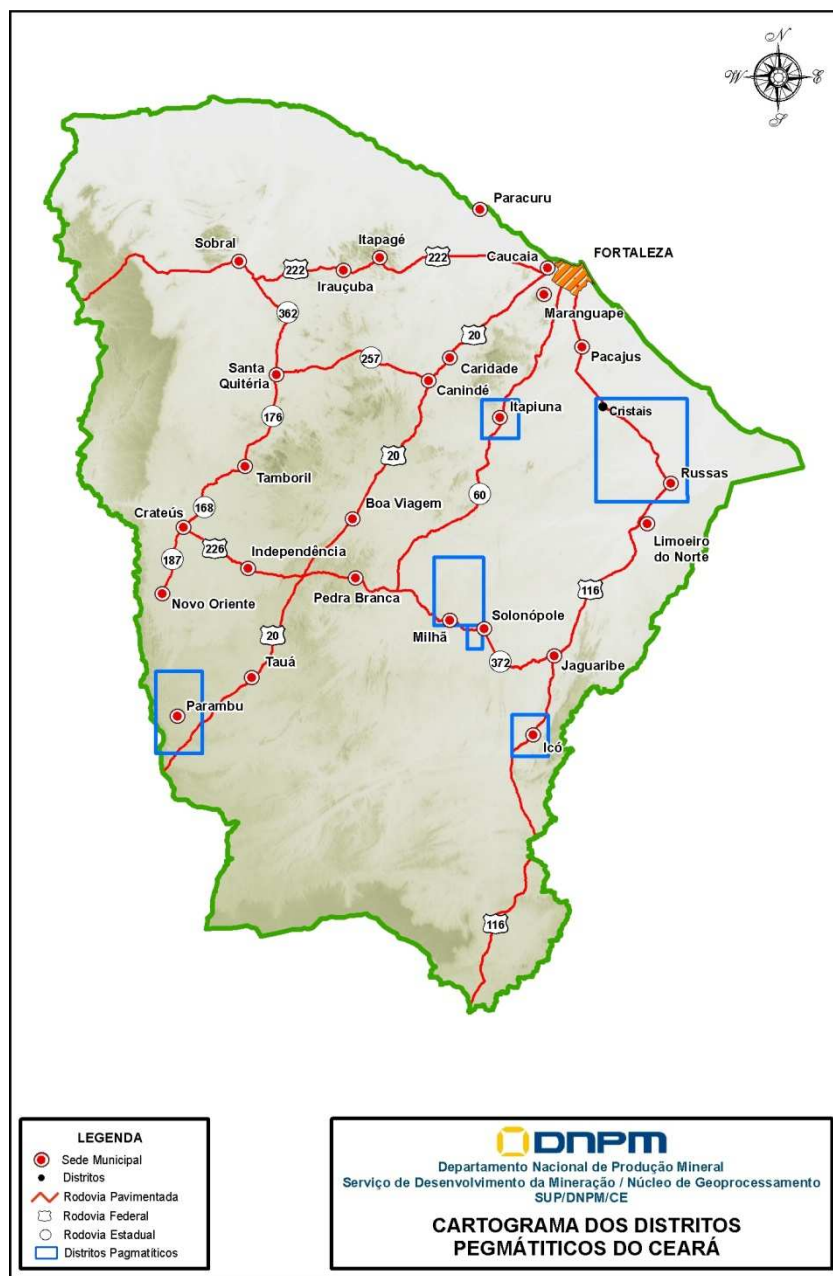 N
W
E
S
Paracuru
Sobral
Itapagé
FORTALEZA
Caucaia
222
222
Irauçuba
Maranguape
362
20
Pacajus
257
Caridade
Santa
Quitéria
Canindé
Itapiuna
Cristais
176
20
Russas
Tamboril
60
168
Boa Viagem
Crateús
Limoeiro
do Norte
226
Independência
187
Pedra Branca
116
Novo Oriente
Milhã
Solonópole
20
372
Jaguaribe
Tauá
Parambu
Icó
116
LEGENDA
Sede Municipal
Distritos
Rodovia Pavimentada
Rodovia Federal
Rodovia Estadual
Distritos Pagmatíticos
DNPM
Departamento Nacional de Produção Mineral
Serviço de Desenvolvimento da Mineração / Núcleo de Geoprocessamento
SUP/DNPM/CE
CARTOGRAMA DOS DISTRITOS
PEGMÁTITICOS DO CEARÁ